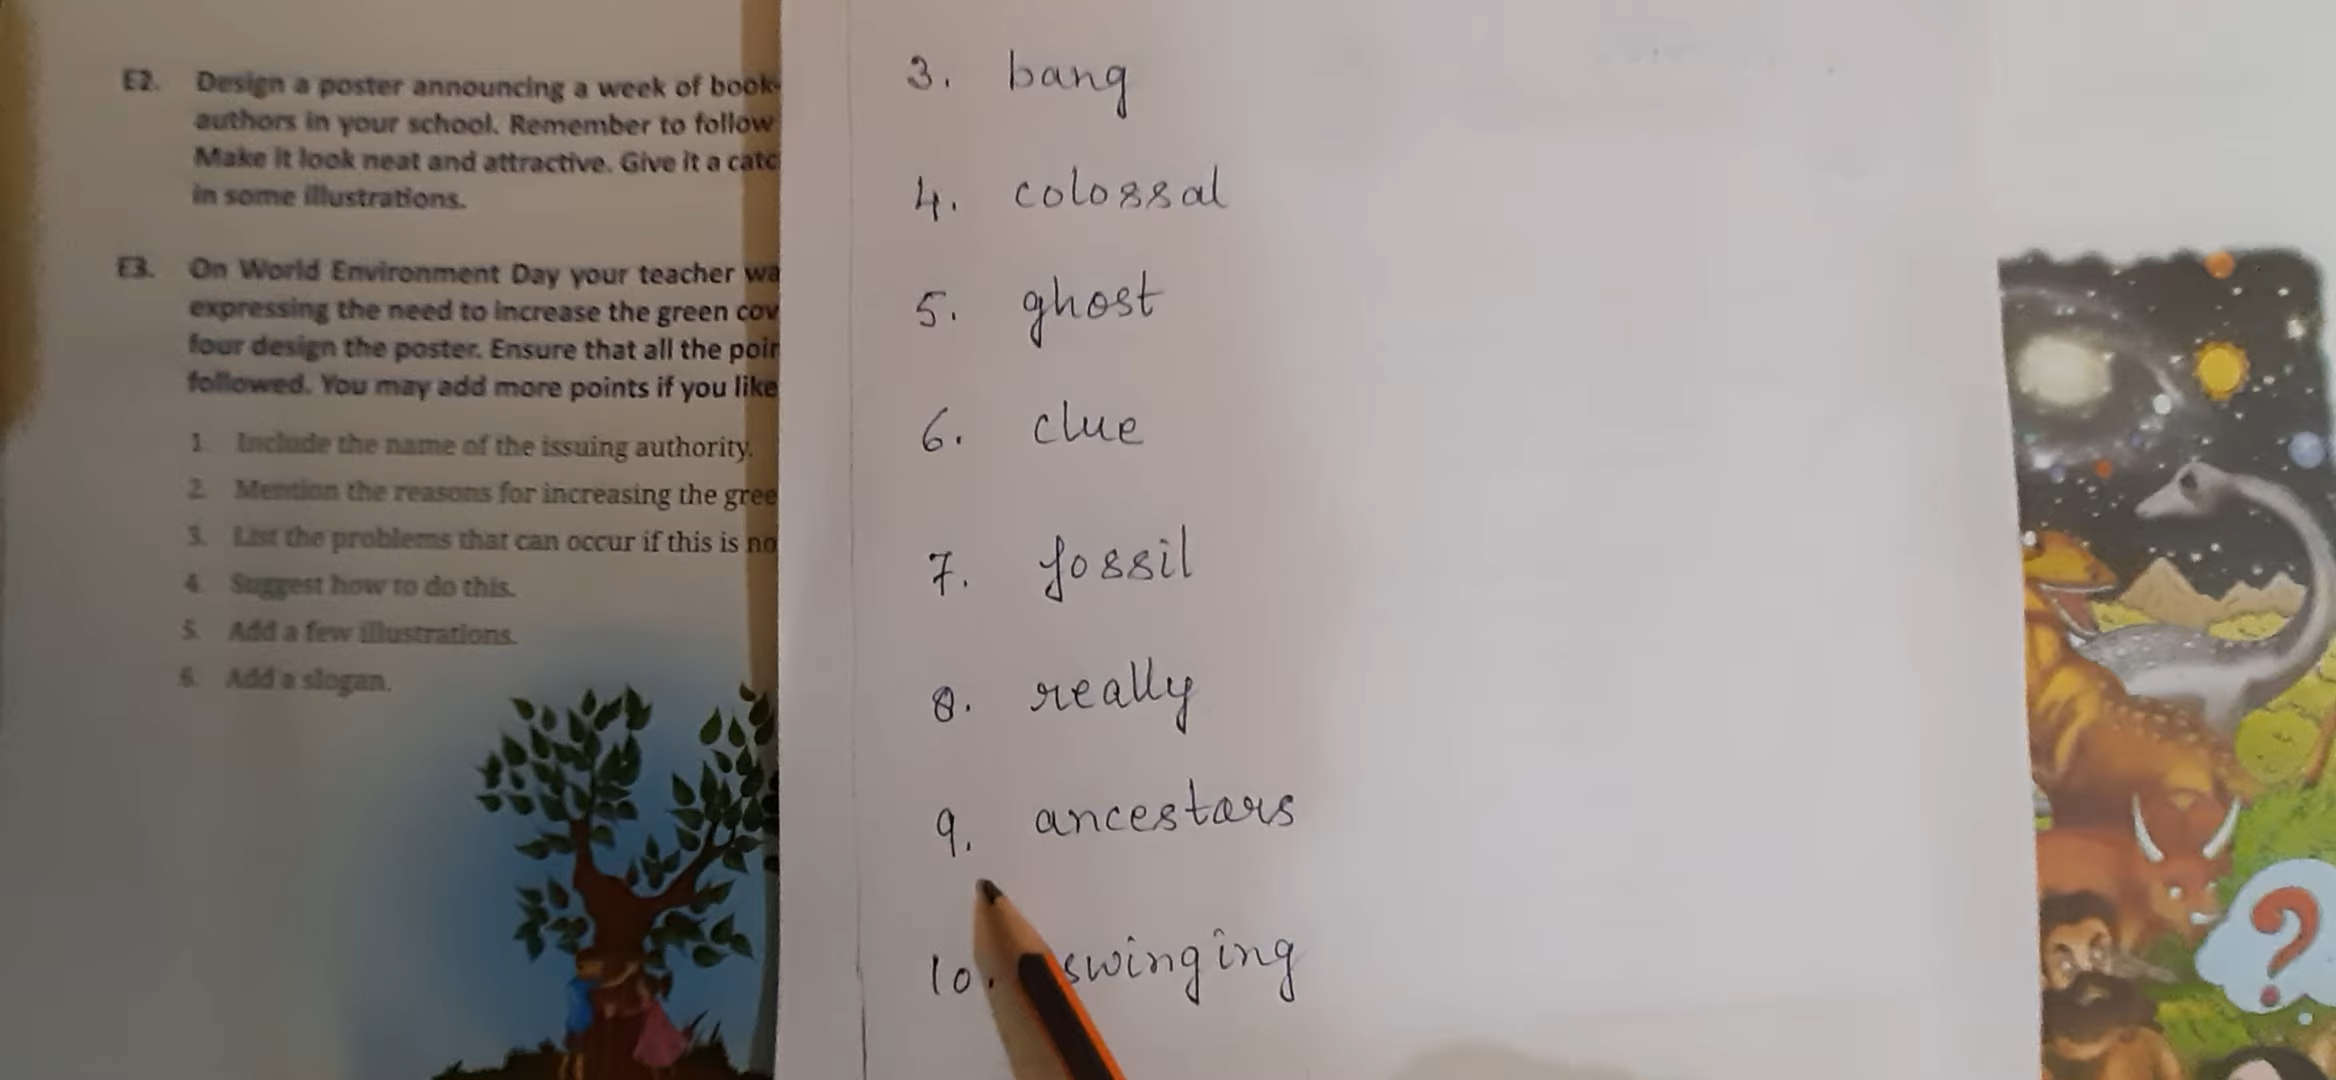 E2. Design a poster announcing a week of book-
authors in your school. Remember to follow
Make it look neat and attractive. Give it a catc
in some illustrations.
E3. On World Environment Day your teacher wa
expressing the need to increase the green cov
four design the poster. Ensure that all the poin
followed. You may add more points if you like
1. Include the name of the issuing authority.
2. Mention the reasons for increasing the gree
3. List the problems that can occur if this is no
4. Suggest how to do this.
5. Add a few illustrations.
6. Add a slogan.
3. bang
4. colossal
5. ghost
6. clue
7. fossil
8. really
9. ancestors
10. swinging
?